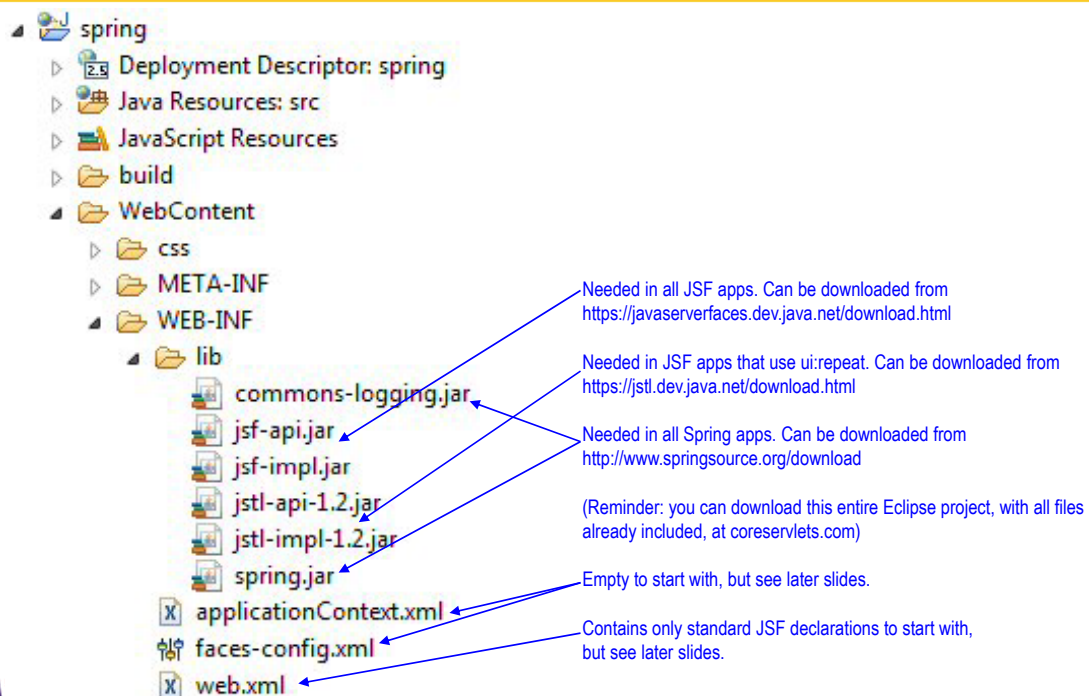 spring
2.5 Deployment Descriptor: spring
Java Resources: src
JavaScript Resources
build
WebContent
css
META-INF
WEB-INF
lib
commons-logging.jar
jsf-api.jar
jsf-impl.jar
jstl-api-1.2.jar
jstl-impl-1.2.jar
spring.jar
applicationContext.xml
faces-config.xml
web.xml
Needed in all JSF apps. Can be downloaded from
https://javaserverfaces.dev.java.net/download.html
Needed in JSF apps that use ui:repeat. Can be downloaded from
https://jstl.dev.java.net/download.html
Needed in all Spring apps. Can be downloaded from
http://www.springsource.org/download
(Reminder: you can download this entire Eclipse project, with all files
already included, at coreservlets.com)
Empty to start with, but see later slides.
Contains only standard JSF declarations to start with,
but see later slides.